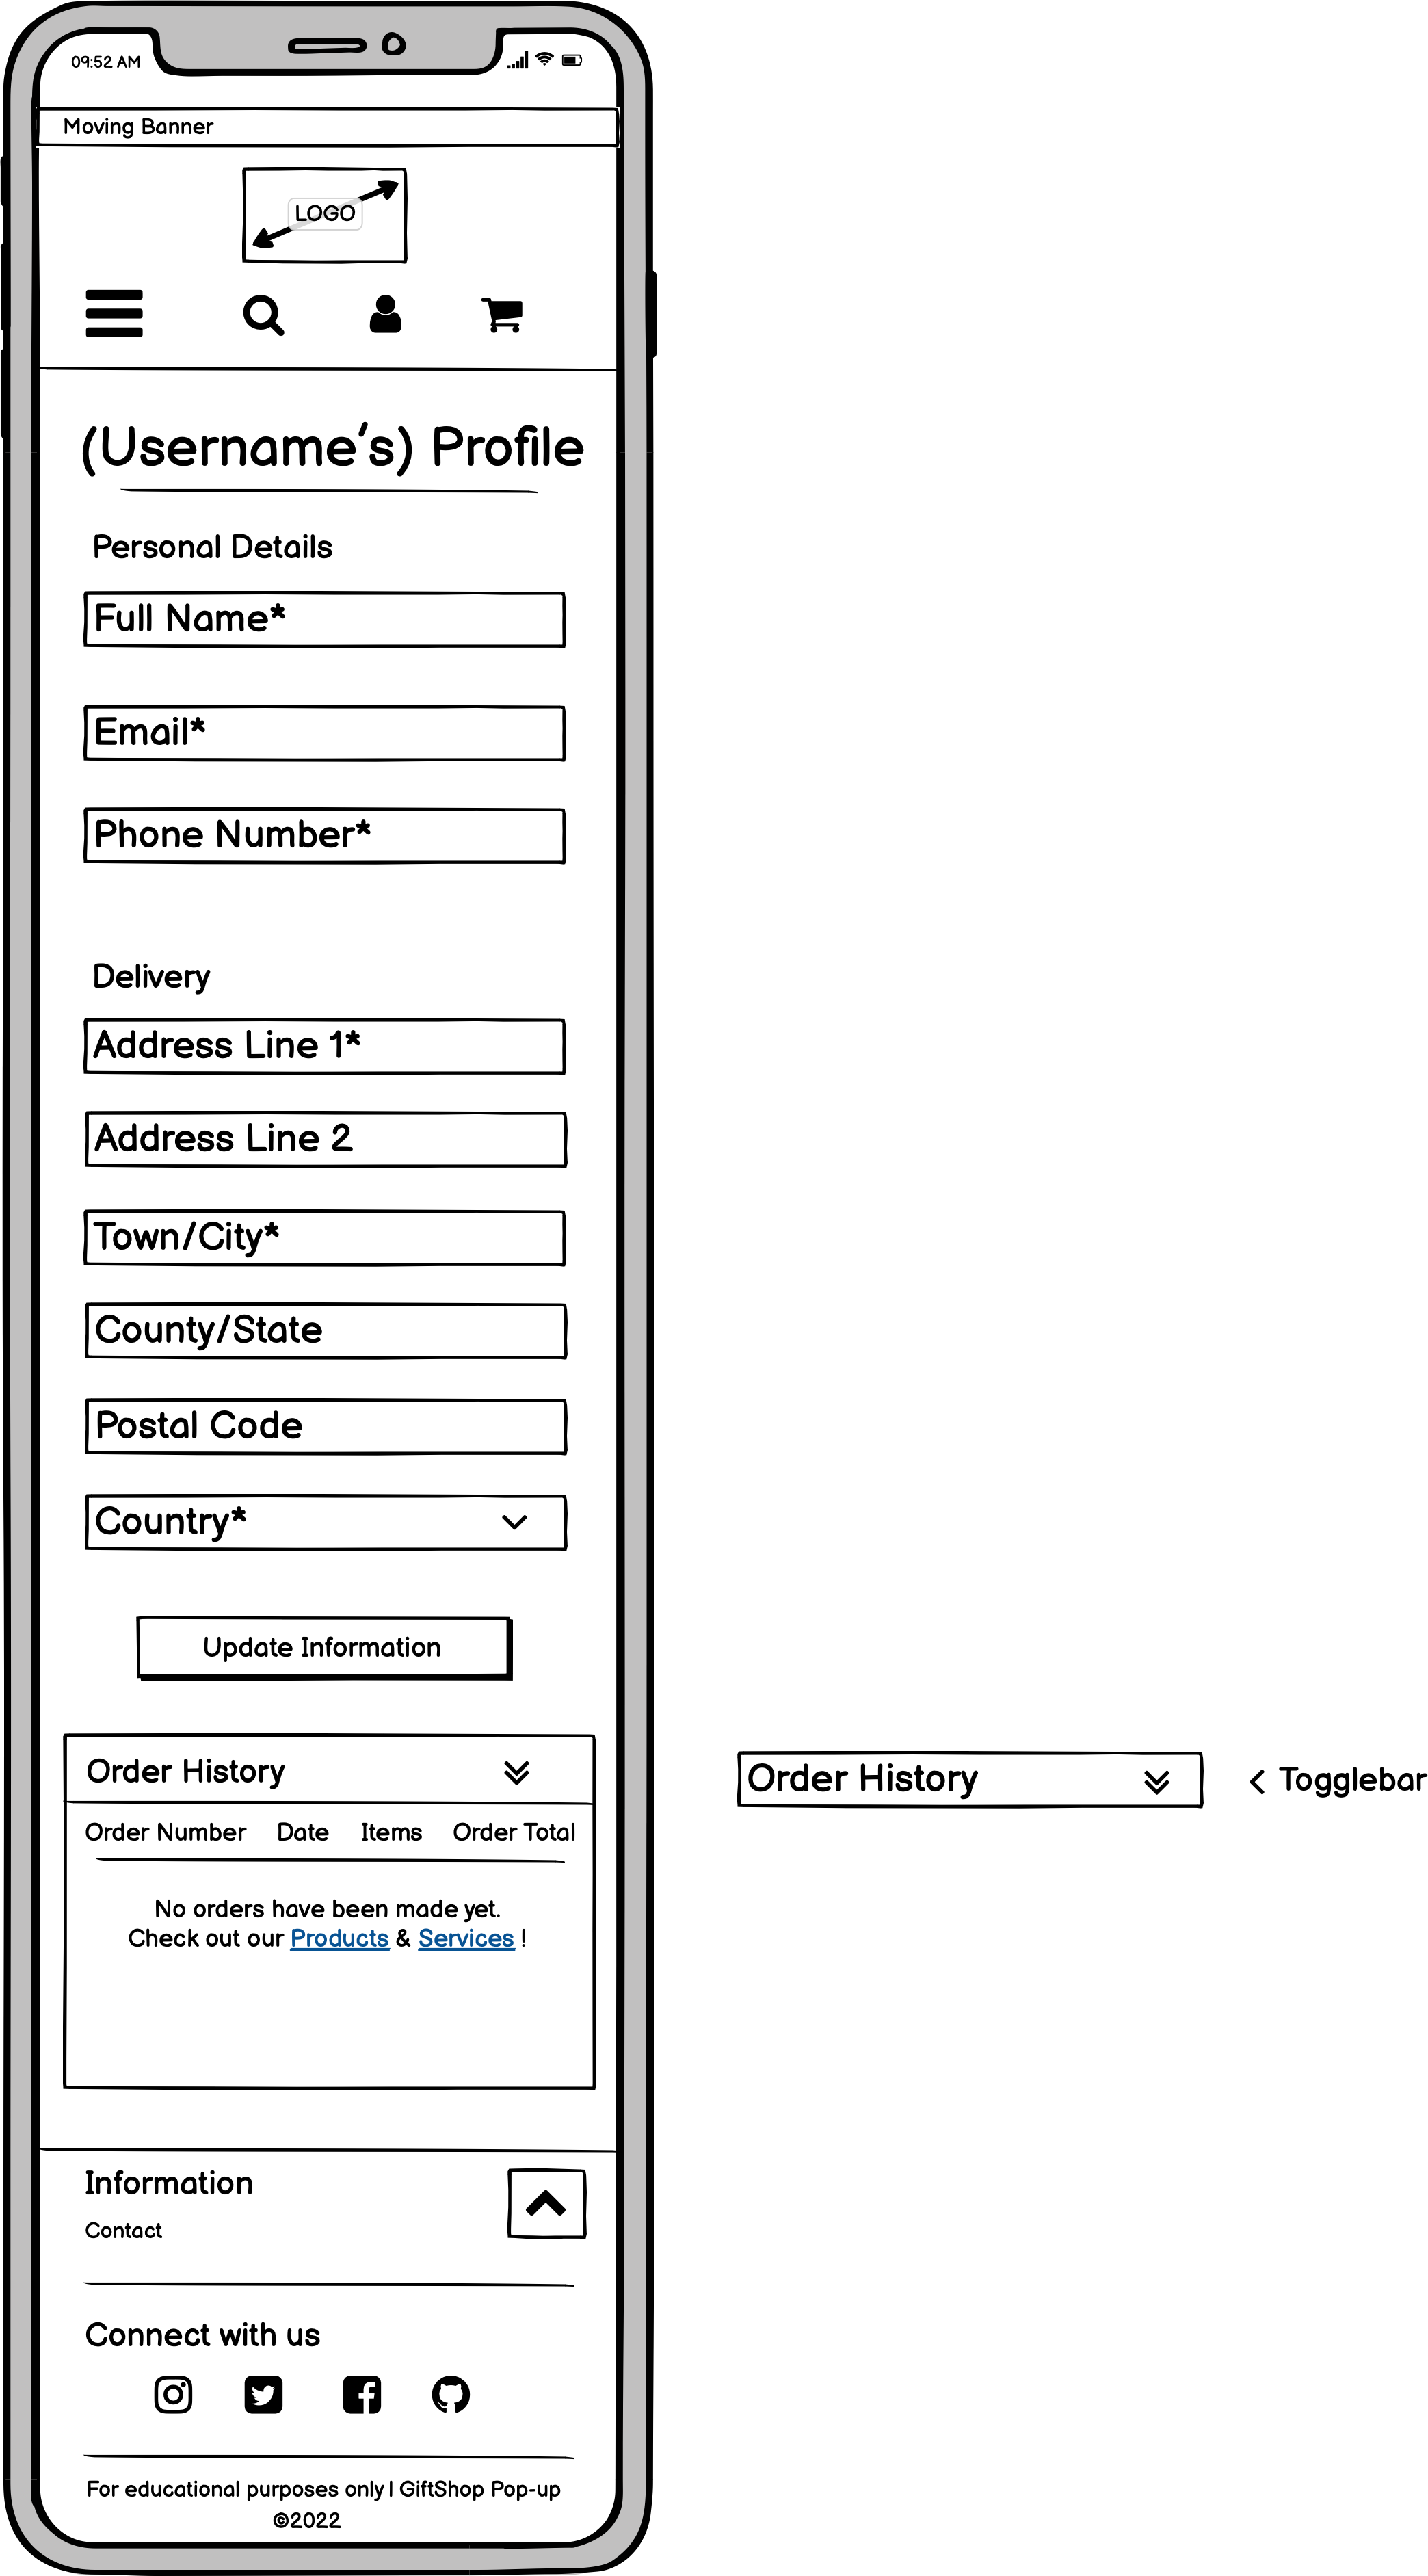 09:52 AM
Moving Banner
LOGO
(Username's) Profile
Personal Details
Full Name*
Email*
Phone Number*
Delivery
Address Line 1*
Address Line 2
Town/City*
County/State
Postal Code
Country*
Update Information
Order History
Order History
Togglebar
Order Number Date Items Order Total
No orders have been made yet.
Check out our Products & Services !
Information
Contact
Connect with us
For educational purposes only | GiftShop Pop-up
©2022